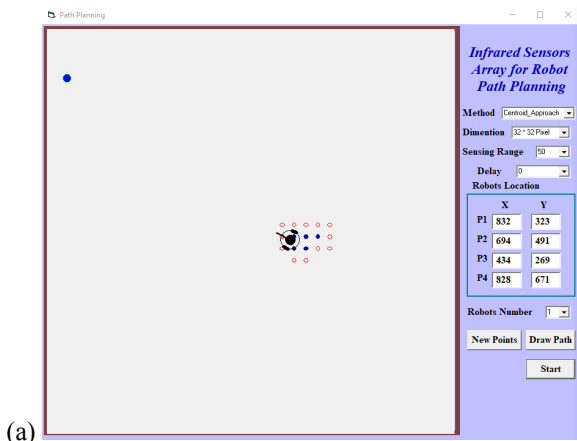 Path Planning
Infrared Sensors
Array for Robot
Path Planning
Method Centroid_Approach
Dimention 32 * 32 Pixel
Sensing Range 50
Delay 0
Robots Location
X Y
P1 832 323
P2 694 491
P3 434 269
P4 828 671
Robots Number 1
New Points Draw Path
Start
(a)